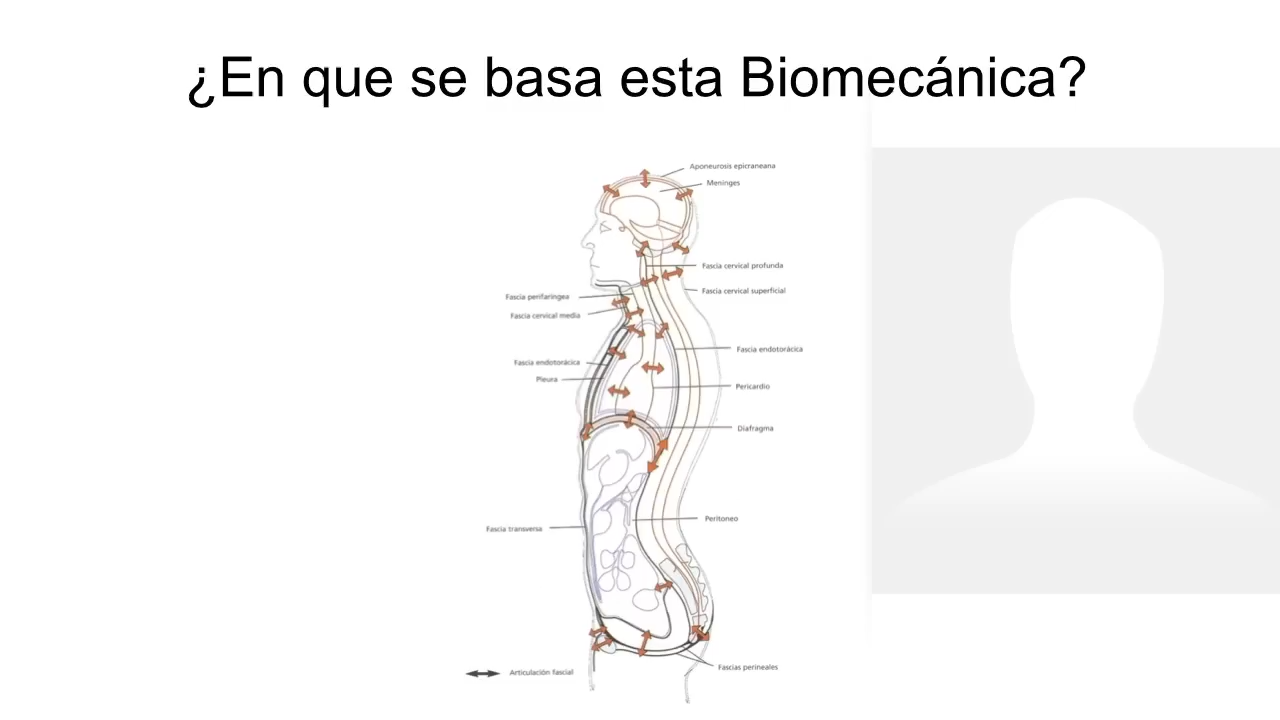 ¿En que se basa esta Biomecánica?
Aponeurosis epicraneana
Meninges
Fascia cervical profunda
Fascia cervical superficial
Fascia perifaríngea
Fascia cervical media
Fascia endotorácica
Fascia endotorácica
Pleura
Pericardio
Diafragma
Peritoneo
Fascia transversa
Fascias perineales
Articulación fascial